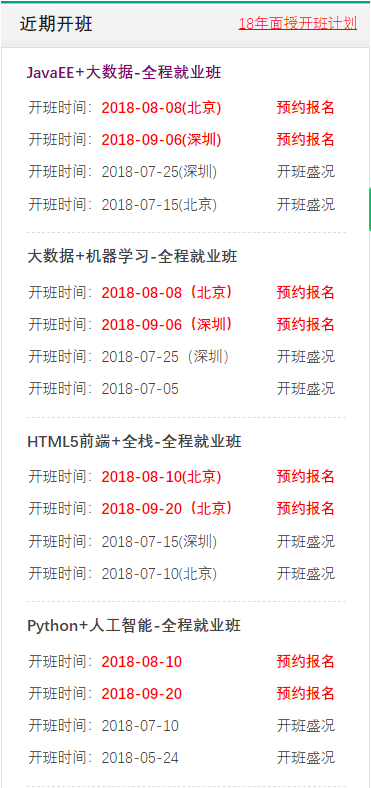 近期开班 18年面授开班计划
JavaEE+大数据-全程就业班
开班时间：2018-08-08(北京) 预约报名
开班时间：2018-09-06(深圳) 预约报名
开班时间：2018-07-25(深圳) 开班盛况
开班时间：2018-07-15(北京) 开班盛况
大数据+机器学习-全程就业班
开班时间：2018-08-08（北京） 预约报名
开班时间：2018-09-06（深圳） 预约报名
开班时间：2018-07-25（深圳） 开班盛况
开班时间：2018-07-05 开班盛况
HTML5前端+全栈-全程就业班
开班时间：2018-08-10(北京) 预约报名
开班时间：2018-09-20（北京） 预约报名
开班时间：2018-07-15(深圳) 开班盛况
开班时间：2018-07-10(北京) 开班盛况
Python+人工智能-全程就业班
开班时间：2018-08-10 预约报名
开班时间：2018-09-20 预约报名
开班时间：2018-07-10 开班盛况
开班时间：2018-05-24 开班盛况